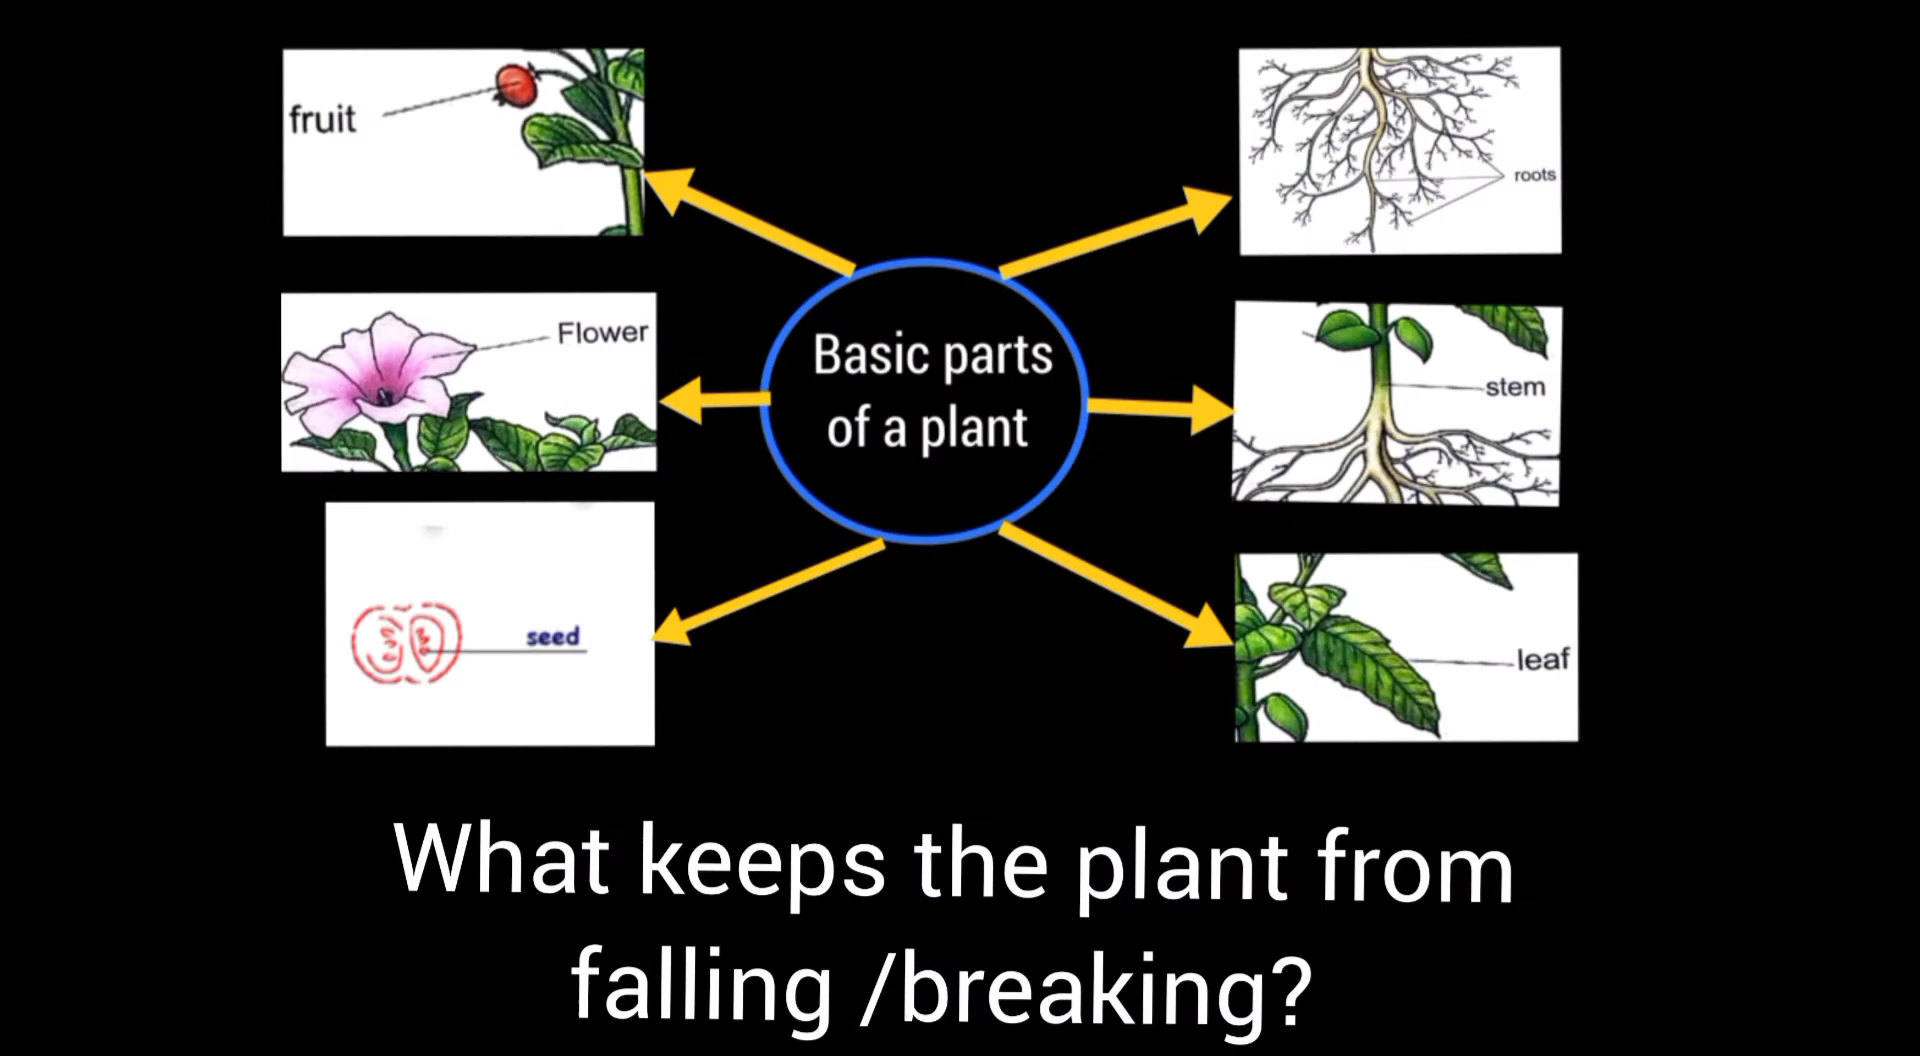 fruit
Flower
seed
Basic parts
of a plant
roots
stem
leaf
What keeps the plant from
falling /breaking?